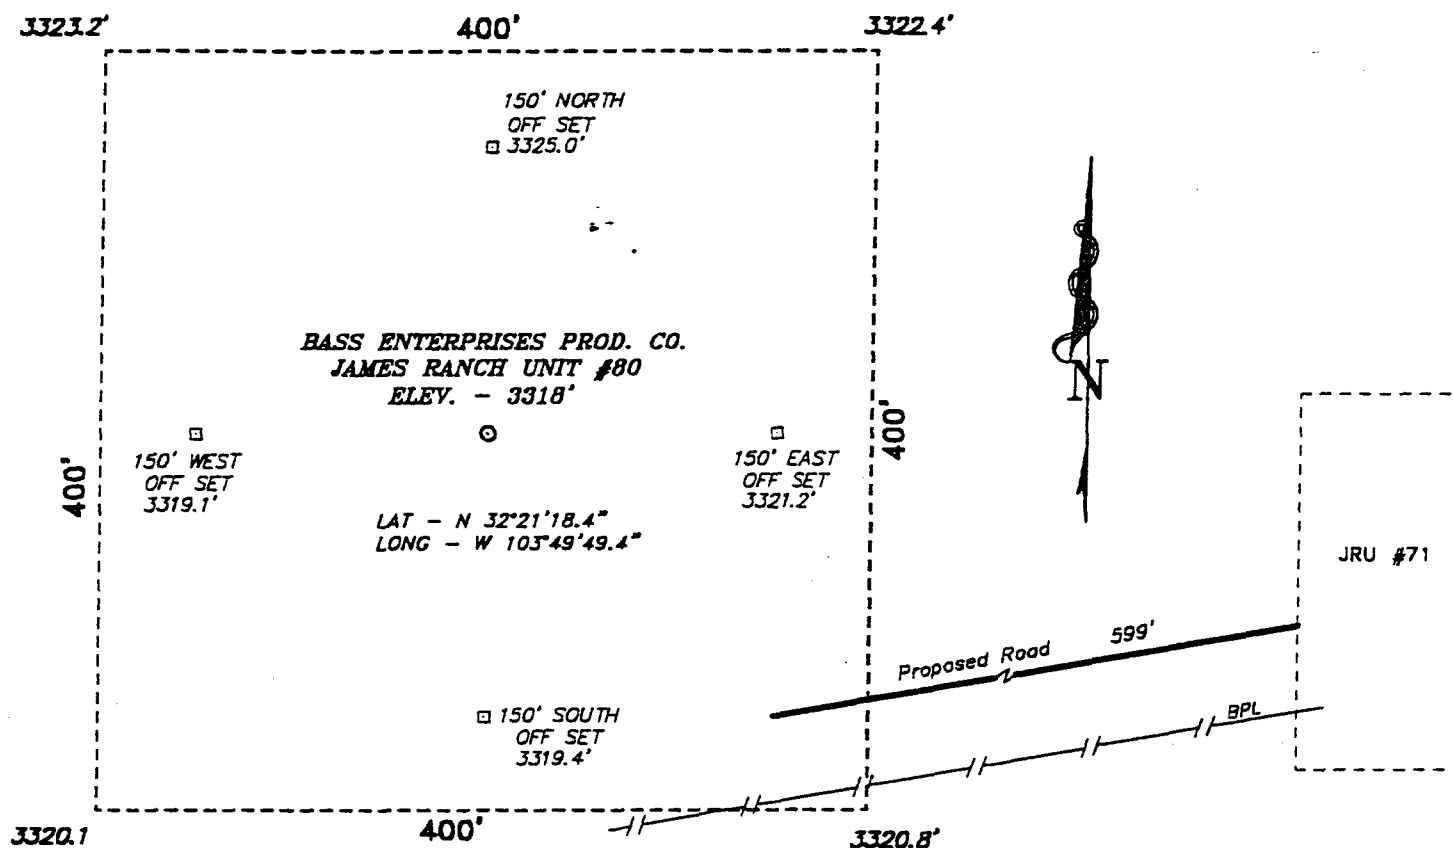 3323.2'
400'
3322.4'
150' NORTH
OFF SET
3325.0'
BASS ENTERPRISES PROD. CO.
JAMES RANCH UNIT #80
ELEV. - 3318'
N
400'
150' WEST
OFF SET
3319.1'
400'
150' EAST
OFF SET
3321.2'
LAT - N 32°21'18.4"
LONG - W 103°49'49.4"
JRU #71
Proposed Road
599'
BPL
150' SOUTH
OFF SET
3319.4'
3320.1
400'
3320.8'